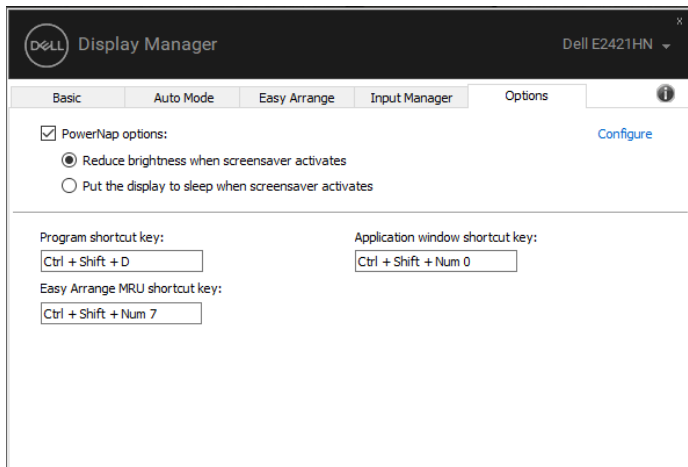 x
DELL Display Manager
Dell E2421HN
Basic Auto Mode Easy Arrange Input Manager Options i
PowerNap options: Configure
Reduce brightness when screensaver activates
Put the display to sleep when screensaver activates
Program shortcut key: Application window shortcut key:
Ctrl + Shift + D Ctrl + Shift + Num 0
Easy Arrange MRU shortcut key:
Ctrl + Shift + Num 7